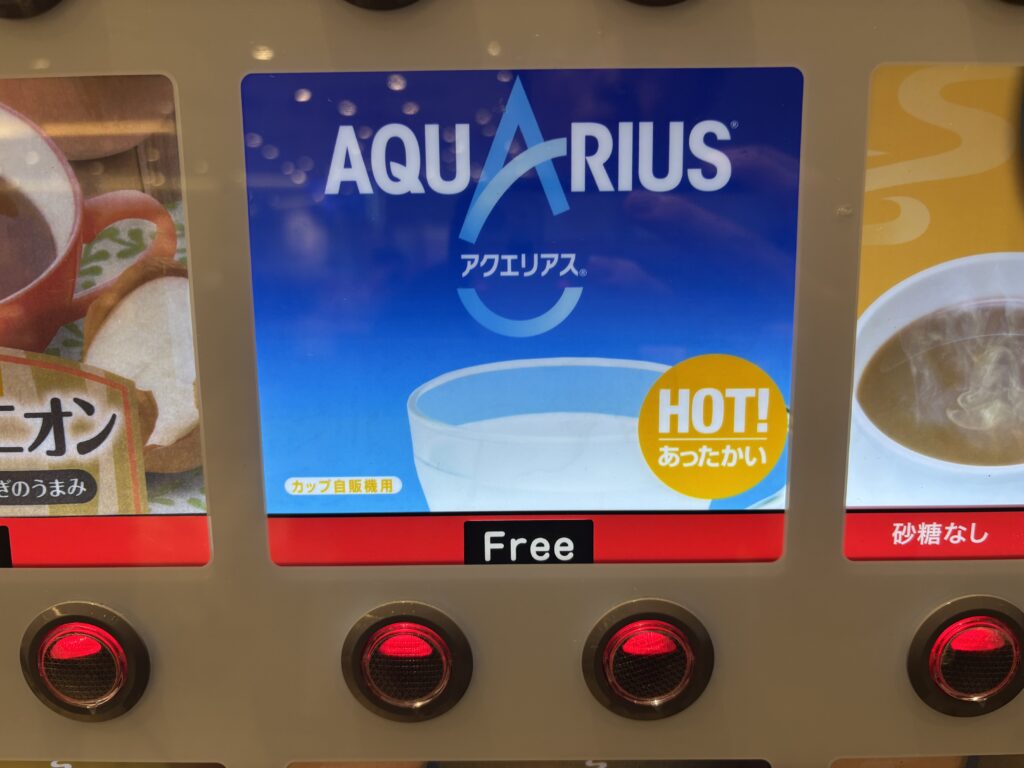 AQUARIUS®
アクエリアス®
HOT!
あったかい
カップ自販機用
Free
ニオン
ぎのうまみ
砂糖なし